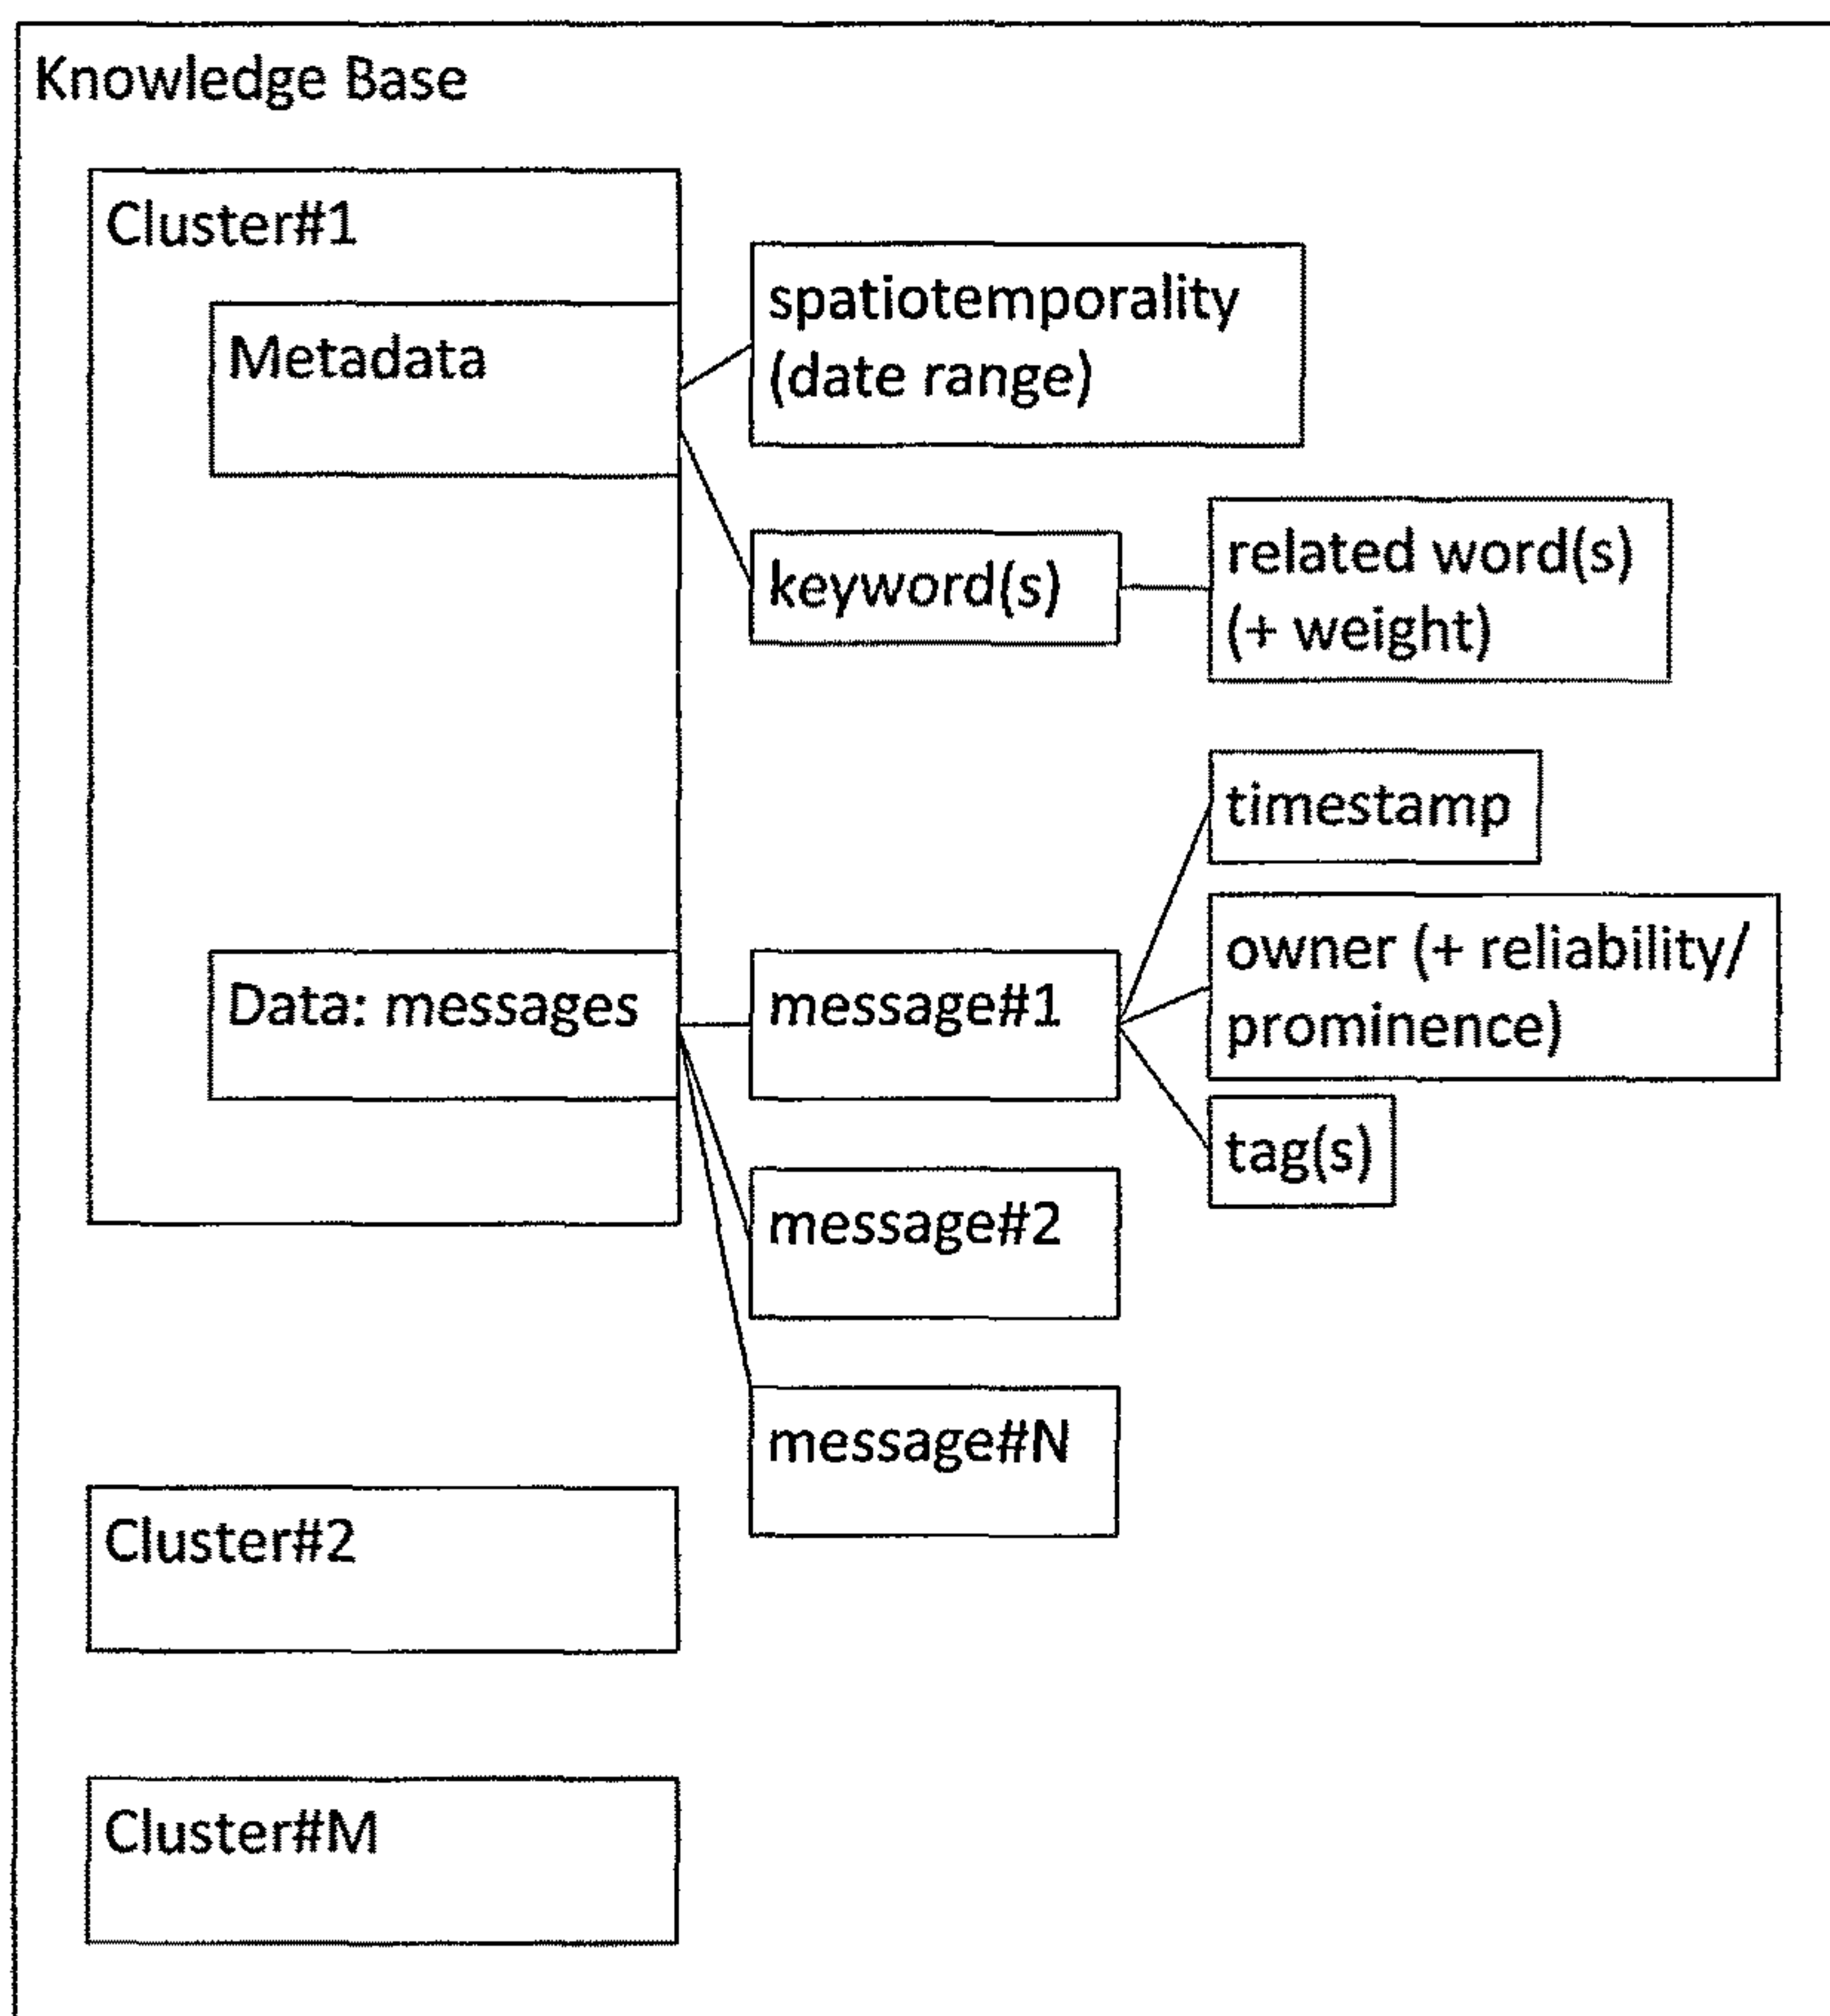 Knowledge Base
Cluster#1
Metadata
spatiotemporality
(date range)
keyword(s)
related word(s)
(+ weight)
Data: messages
message#1
timestamp
owner (+ reliability/
prominence)
tag(s)
message#2
message#N
Cluster#2
Cluster#M